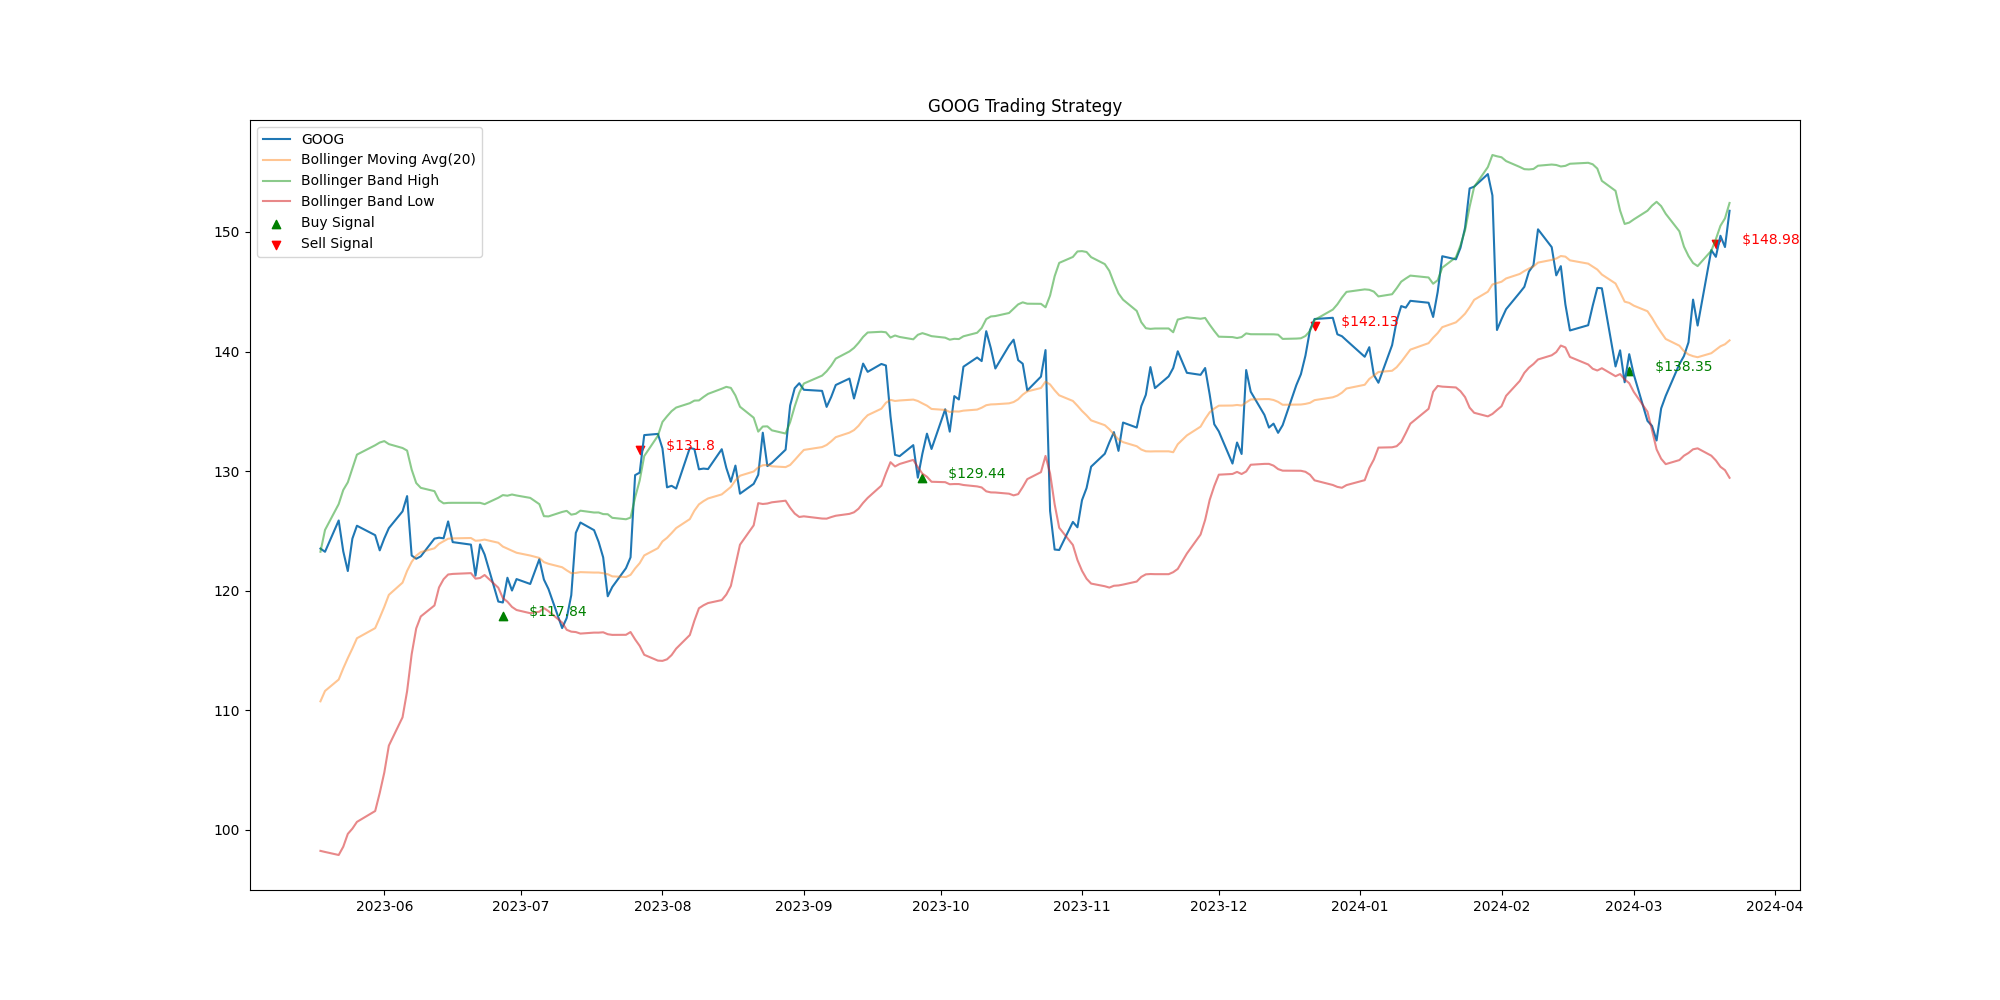 GOOG Trading Strategy
GOOG
Bollinger Moving Avg(20)
Bollinger Band High
Bollinger Band Low
Buy Signal
Sell Signal
150
140
130
120
110
100
$117.84
$131.8
$129.44
$142.13
$138.35
$148.98
2023-06 2023-07 2023-08 2023-09 2023-10 2023-11 2023-12 2024-01 2024-02 2024-03 2024-04